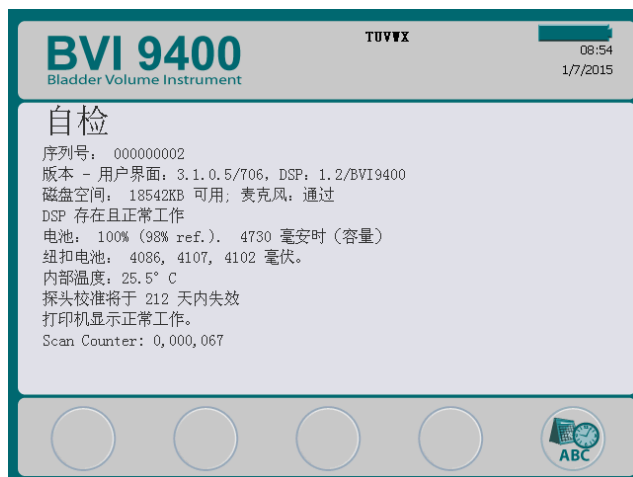 BVI 9400
Bladder Volume Instrument
TUVWX
08:54
1/7/2015
自检
序列号： 000000002
版本 - 用户界面：3.1.0.5/706，DSP：1.2/BVI9400
磁盘空间： 18542KB 可用；麦克风：通过
DSP 存在且正常工作
电池： 100% (98% ref.). 4730 毫安时（容量）
纽扣电池： 4086, 4107, 4102 毫伏。
内部温度：25.5° C
探头校准将于 212 天内失效
打印机显示正常工作。
Scan Counter: 0,000,067
ABC